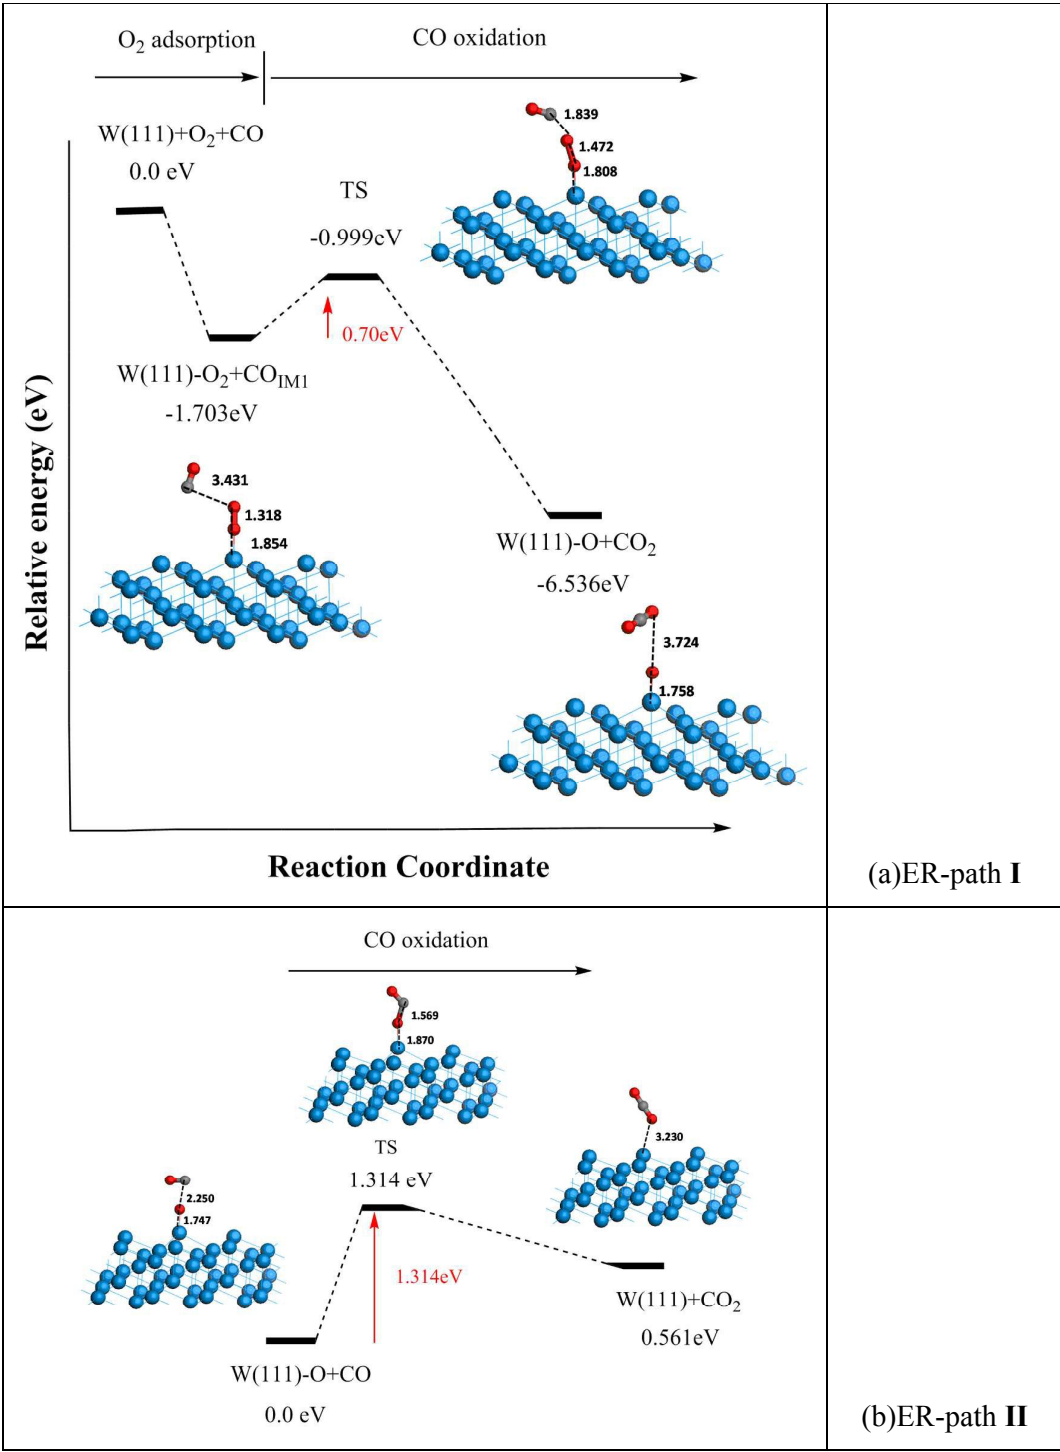 O₂ adsorption
CO oxidation
W(111)+O₂+CO
0.0 eV
TS
-0.999eV
1.839
1.472
1.808
0.70eV
W(111)-O₂+CO_IM1
-1.703eV
3.431
1.318
1.854
W(111)-O+CO₂
-6.536eV
3.724
1.758
Relative energy (eV)
Reaction Coordinate
(a)ER-path I
CO oxidation
1.569
1.870
TS
1.314 eV
3.230
2.250
1.747
1.314eV
W(111)+CO₂
0.561eV
W(111)-O+CO
0.0 eV
(b)ER-path II